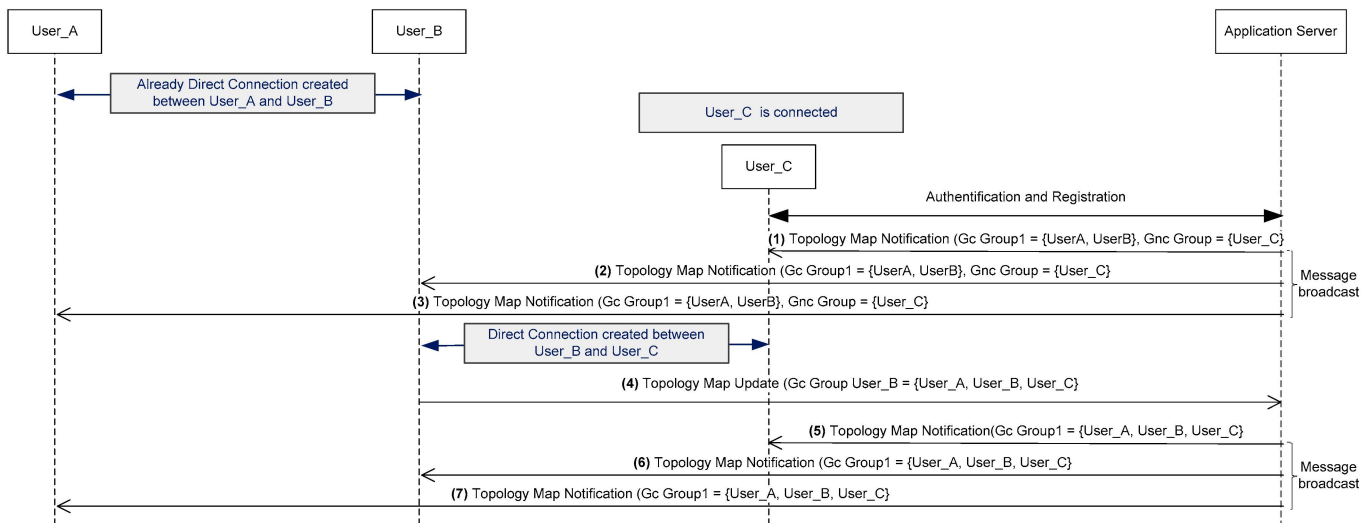 User_A
User_B
Application Server
Already Direct Connection created
between User_A and User_B
User_C is connected
User_C
Authentification and Registration
(1) Topology Map Notification (Gc Group1 = {UserA, UserB}, Gnc Group = {User_C}
(2) Topology Map Notification (Gc Group1 = {UserA, UserB}, Gnc Group = {User_C}
(3) Topology Map Notification (Gc Group1 = {UserA, UserB}, Gnc Group = {User_C}
Message
broadcast
Direct Connection created between
User_B and User_C
(4) Topology Map Update (Gc Group User_B = {User_A, User_B, User_C}
(5) Topology Map Notification(Gc Group1 = {User_A, User_B, User_C}
(6) Topology Map Notification (Gc Group1 = {User_A, User_B, User_C}
(7) Topology Map Notification (Gc Group1 = {User_A, User_B, User_C}
Message
broadcast